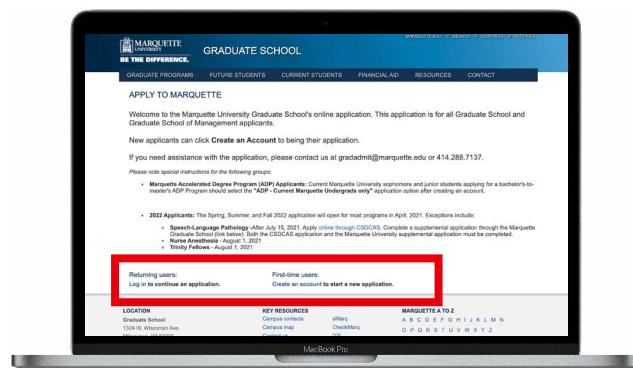 MARQUETTE
UNIVERSITY
BE THE DIFFERENCE.
GRADUATE SCHOOL
MARQUETTE.EDU // SEARCH // CONTACTS // A-Z INDEX
GRADUATE PROGRAMS FUTURE STUDENTS CURRENT STUDENTS FINANCIAL AID RESOURCES CONTACT
APPLY TO MARQUETTE
Welcome to the Marquette University Graduate School's online application. This application is for all Graduate School and
Graduate School of Management applicants.
New applicants can click Create an Account to being their application.
If you need assistance with the application, please contact us at gradadmit@marquette.edu or 414.288.7137.
Please note special instructions for the following groups:
• Marquette Accelerated Degree Program (ADP) Applicants: Current Marquette University sophomore and junior students applying for a bachelor's-to-
master's ADP Program should select the "ADP - Current Marquette Undergrads only" application option after creating an account.
• 2022 Applicants: The Spring, Summer, and Fall 2022 application will open for most programs in April, 2021. Exceptions include:
Speech-Language Pathology -After July 15, 2021. Apply online through CSDCAS. Complete a supplemental application through the Marquette
Graduate School (link below). Both the CSDCAS application and the Marquette University supplemental application must be completed.
Nurse Anesthesia - August 1, 2021
Trinity Fellows - August 1, 2021
Returning users: First-time users:
Log in to continue an application. Create an account to start a new application.
LOCATION KEY RESOURCES MARQUETTE A TO Z
Graduate School Campus contacts eMarq A B C D E F G H I J K L M N
1324 W. Wisconsin Ave. Campus map CheckMarq O P Q R S T U V W X Y Z
MacBook Pro